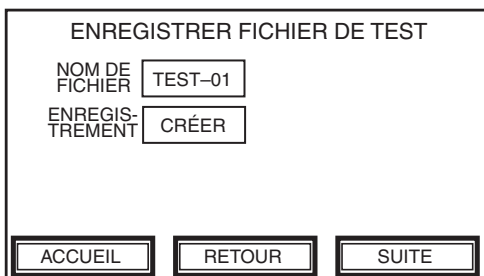 ENREGISTRER FICHIER DE TEST
NOM DE
FICHIER
TEST–01
ENREGIS-
TREMENT
CRÉER
ACCUEIL
RETOUR
SUITE